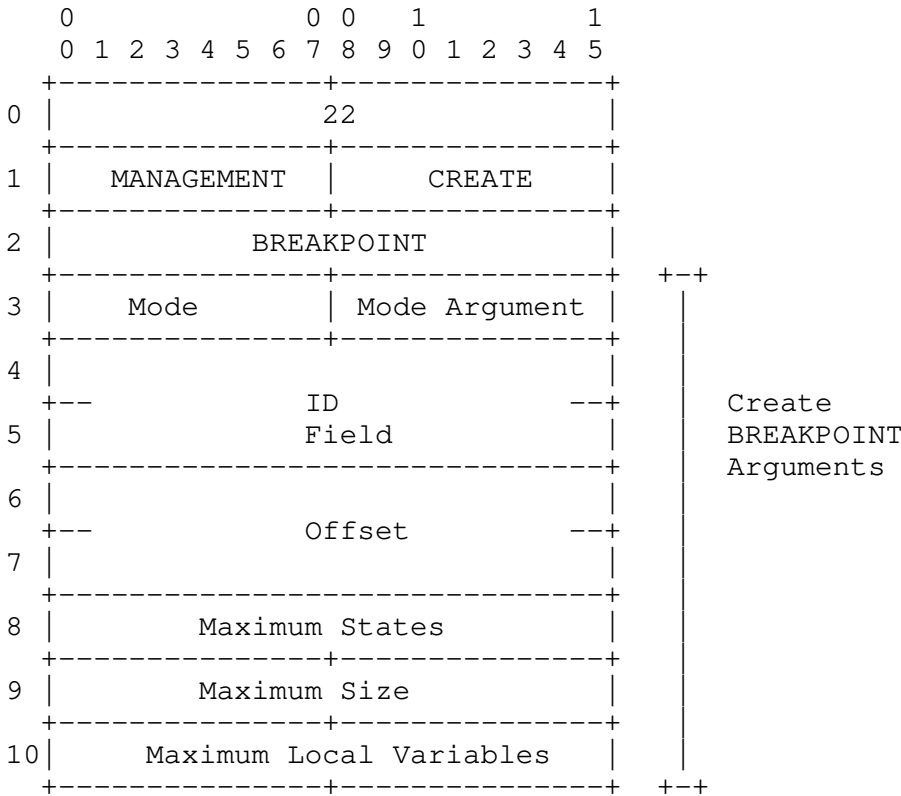 0 0 0 1 1
0 1 2 3 4 5 6 7 8 9 0 1 2 3 4 5
+---------------+---------------+
0 | 22 |
+---------------+---------------+
1 | MANAGEMENT | CREATE |
+---------------+---------------+
2 | BREAKPOINT |
+---------------+---------------+ +-+
3 | Mode | Mode Argument | |
+---------------+---------------+ |
4 | | |
+-- ID --+ | Create
5 | Field | | BREAKPOINT
+-------------------------------+ | Arguments
6 | | |
+-- Offset --+ |
7 | | |
+-------------------------------+ |
8 | Maximum States | |
+---------------+---------------+ |
9 | Maximum Size | |
+---------------+---------------+ |
10| Maximum Local Variables | |
+---------------+---------------+ +-+